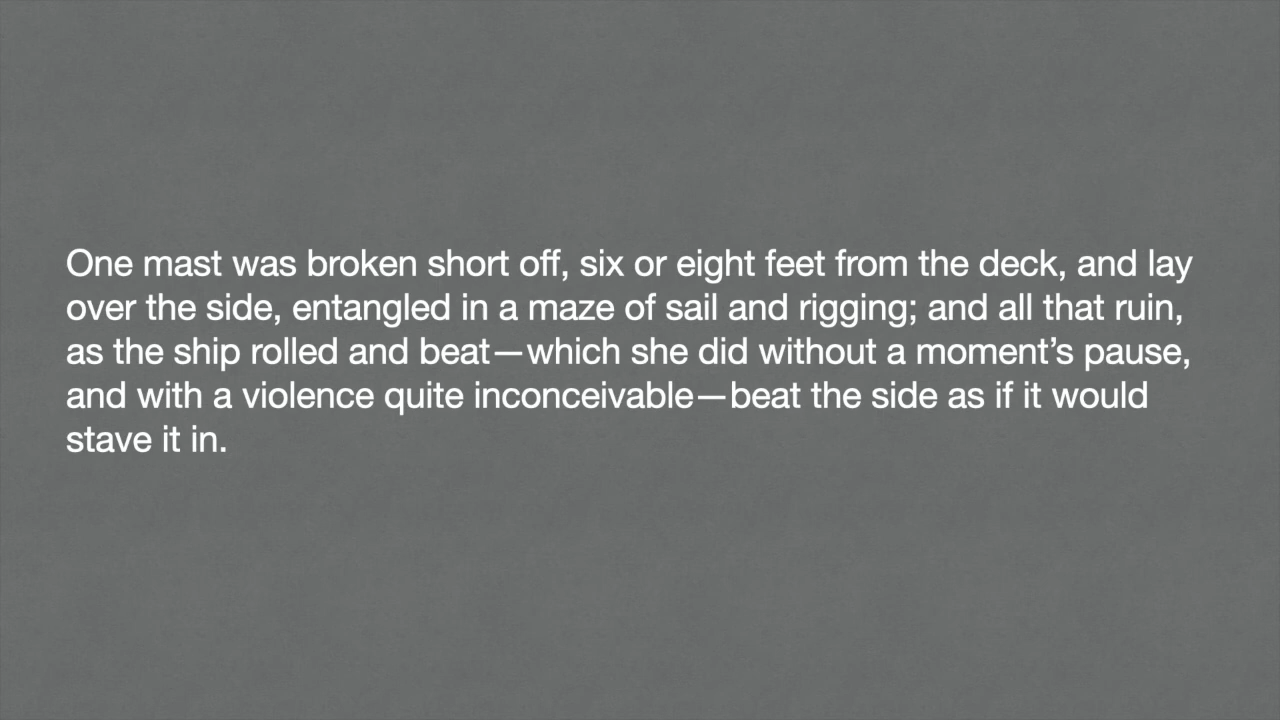 One mast was broken short off, six or eight feet from the deck, and lay
over the side, entangled in a maze of sail and rigging; and all that ruin,
as the ship rolled and beat—which she did without a moment’s pause,
and with a violence quite inconceivable—beat the side as if it would
stave it in.